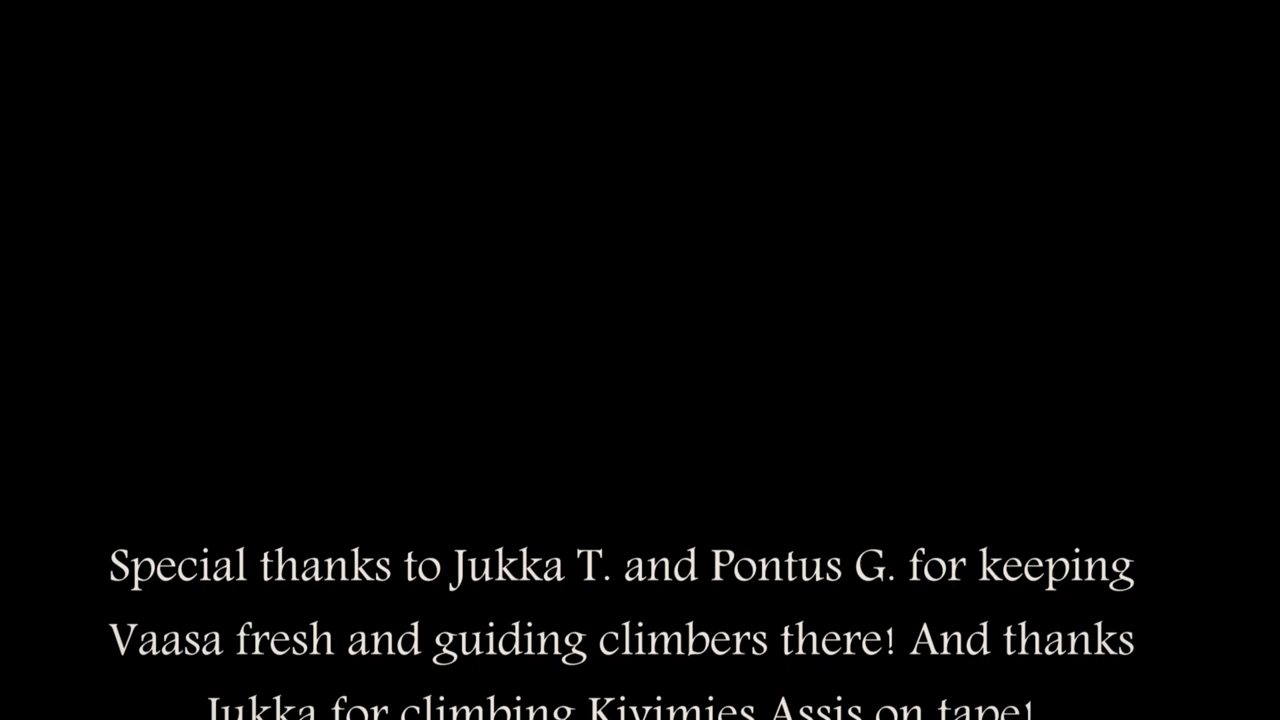 Special thanks to Jukka T. and Pontus G. for keeping
Vaasa fresh and guiding climbers there! And thanks
Jukka for climbing Kivimies Assis on tape!